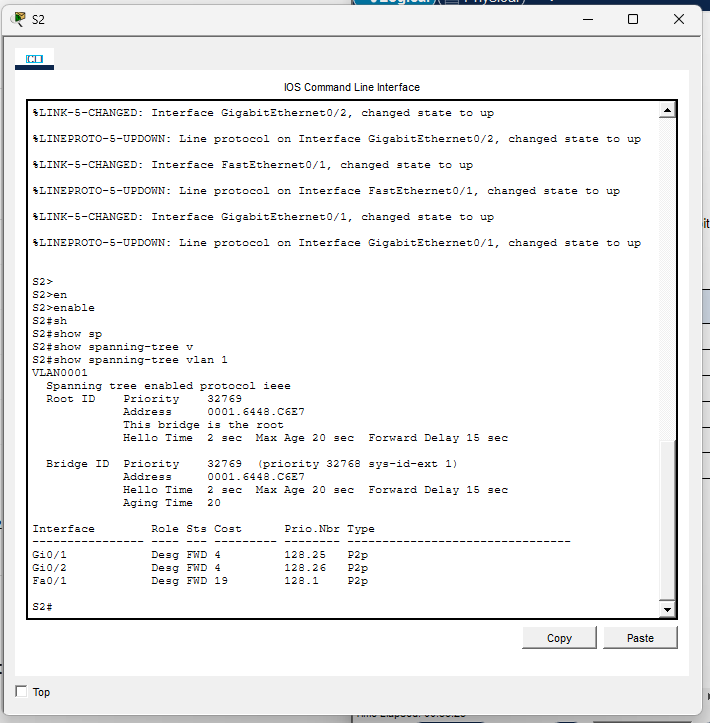 S2
CLI
IOS Command Line Interface
%LINK-5-CHANGED: Interface GigabitEthernet0/2, changed state to up
%LINEPROTO-5-UPDOWN: Line protocol on Interface GigabitEthernet0/2, changed state to up
%LINK-5-CHANGED: Interface FastEthernet0/1, changed state to up
%LINEPROTO-5-UPDOWN: Line protocol on Interface FastEthernet0/1, changed state to up
%LINK-5-CHANGED: Interface GigabitEthernet0/1, changed state to up
%LINEPROTO-5-UPDOWN: Line protocol on Interface GigabitEthernet0/1, changed state to up
S2>
S2>en
S2>enable
S2#sh
S2#show sp
S2#show spanning-tree v
S2#show spanning-tree vlan 1
VLAN0001
Spanning tree enabled protocol ieee
Root ID Priority 32769
Address 0001.6448.C6E7
This bridge is the root
Hello Time 2 sec Max Age 20 sec Forward Delay 15 sec
Bridge ID Priority 32769 (priority 32768 sys-id-ext 1)
Address 0001.6448.C6E7
Hello Time 2 sec Max Age 20 sec Forward Delay 15 sec
Aging Time 20
Interface Role Sts Cost Prio.Nbr Type
---------------- ---- --- --------- -------- --------------------------------
Gi0/1 Desg FWD 4 128.25 P2p
Gi0/2 Desg FWD 4 128.26 P2p
Fa0/1 Desg FWD 19 128.1 P2p
S2#
Copy Paste
Top